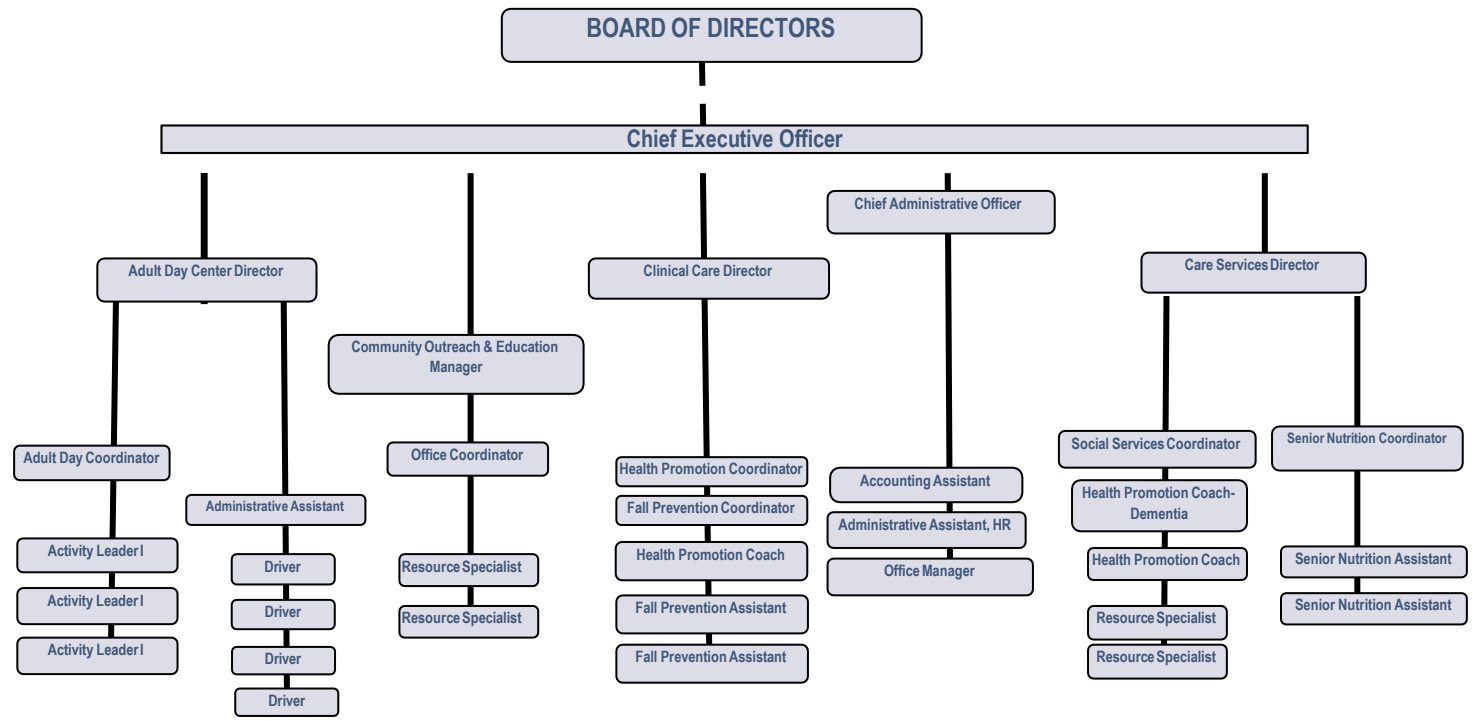 BOARD OF DIRECTORS
Chief Executive Officer
Chief Administrative Officer
Adult Day Center Director
Clinical Care Director
Care Services Director
Community Outreach & Education
Manager
Adult Day Coordinator
Administrative Assistant
Activity Leader I
Activity Leader I
Activity Leader I
Driver
Driver
Driver
Driver
Office Coordinator
Resource Specialist
Resource Specialist
Health Promotion Coordinator
Fall Prevention Coordinator
Health Promotion Coach
Fall Prevention Assistant
Fall Prevention Assistant
Accounting Assistant
Administrative Assistant, HR
Office Manager
Social Services Coordinator
Health Promotion Coach-
Dementia
Health Promotion Coach
Resource Specialist
Resource Specialist
Senior Nutrition Coordinator
Senior Nutrition Assistant
Senior Nutrition Assistant